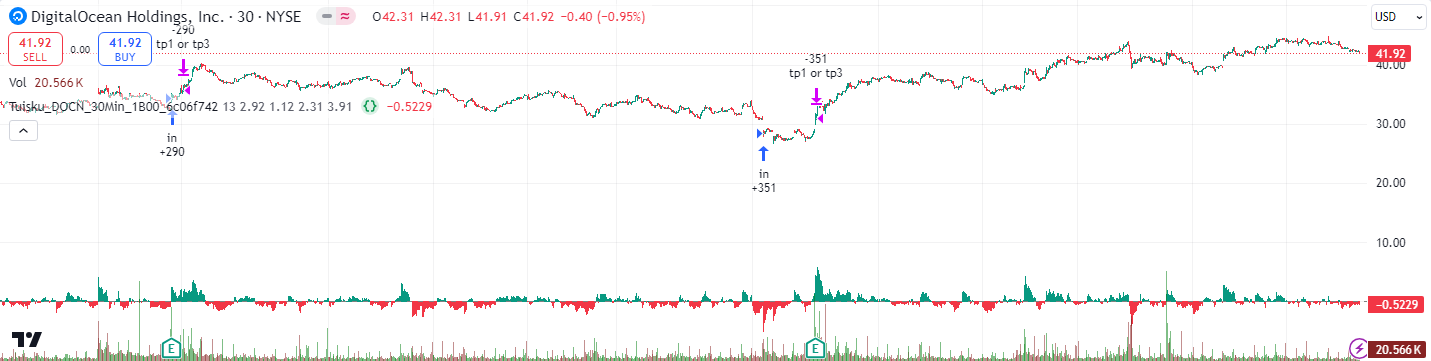 DigitalOcean Holdings, Inc. · 30 · NYSE
O42.31 H42.31 L41.91 C41.92 −0.40 (−0.95%)
USD
41.92
SELL
0.00
41.92
BUY
-290
tp1 or tp3
Vol 20.566 K
Tuisku_DOCN_30Min_1B00_6c06f742 13 2.92 1.12 2.31 3.91 {} −0.5229
in
+290
-351
tp1 or tp3
in
+351
41.92
40.00
30.00
20.00
10.00
−0.5229
20.566 K
E
E